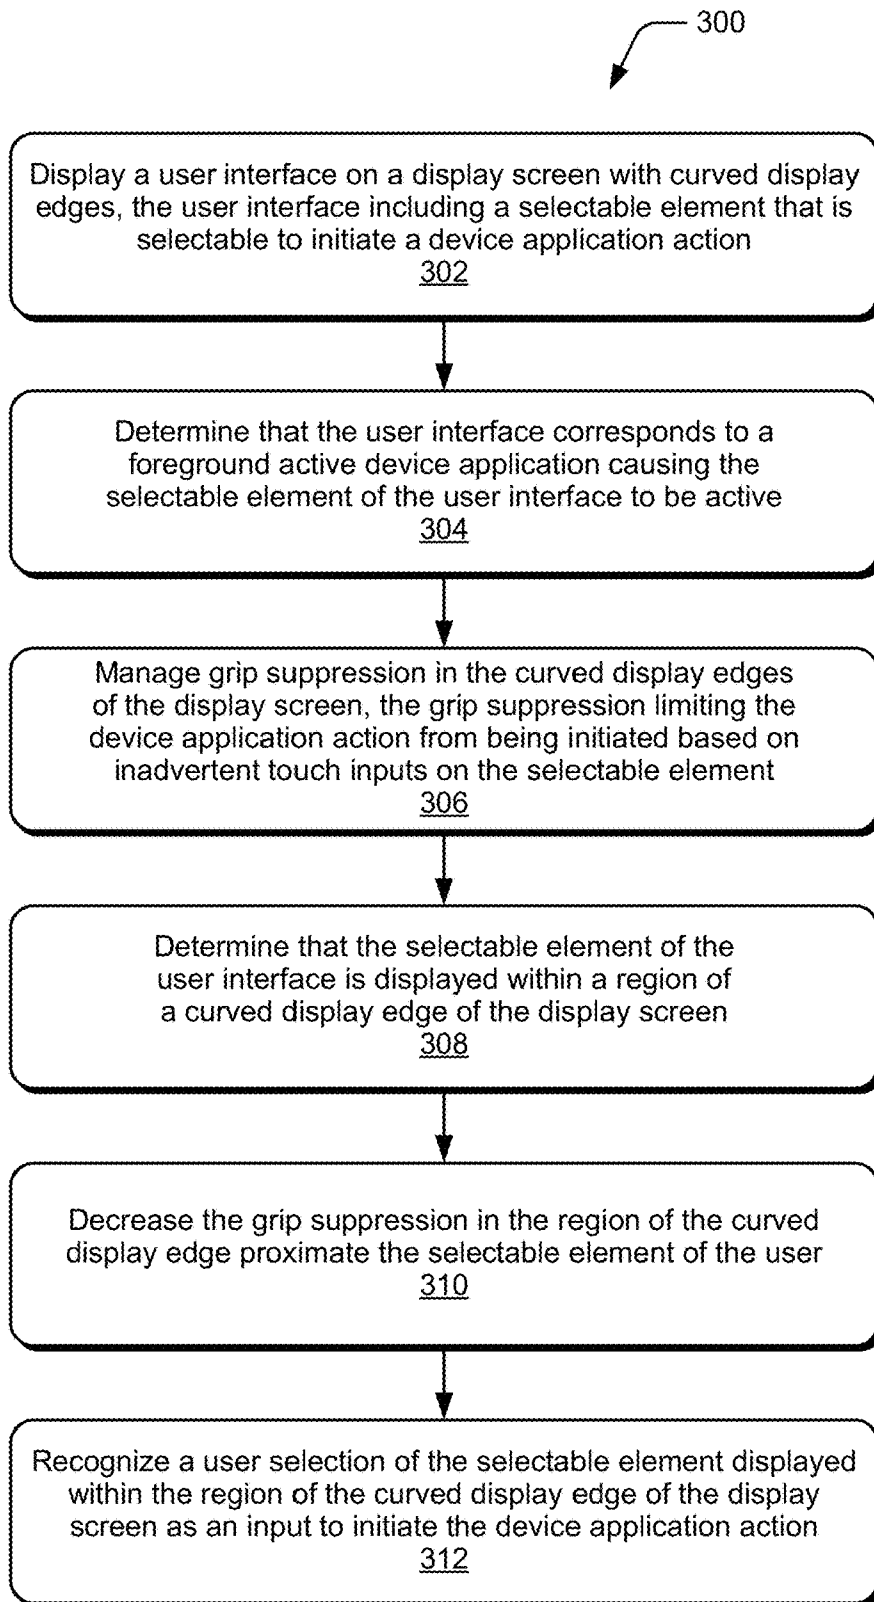 300
Display a user interface on a display screen with curved display
edges, the user interface including a selectable element that is
selectable to initiate a device application action
302
Determine that the user interface corresponds to a
foreground active device application causing the
selectable element of the user interface to be active
304
Manage grip suppression in the curved display edges
of the display screen, the grip suppression limiting the
device application action from being initiated based on
inadvertent touch inputs on the selectable element
306
Determine that the selectable element of the
user interface is displayed within a region of
a curved display edge of the display screen
308
Decrease the grip suppression in the region of the curved
display edge proximate the selectable element of the user
310
Recognize a user selection of the selectable element displayed
within the region of the curved display edge of the display
screen as an input to initiate the device application action
312